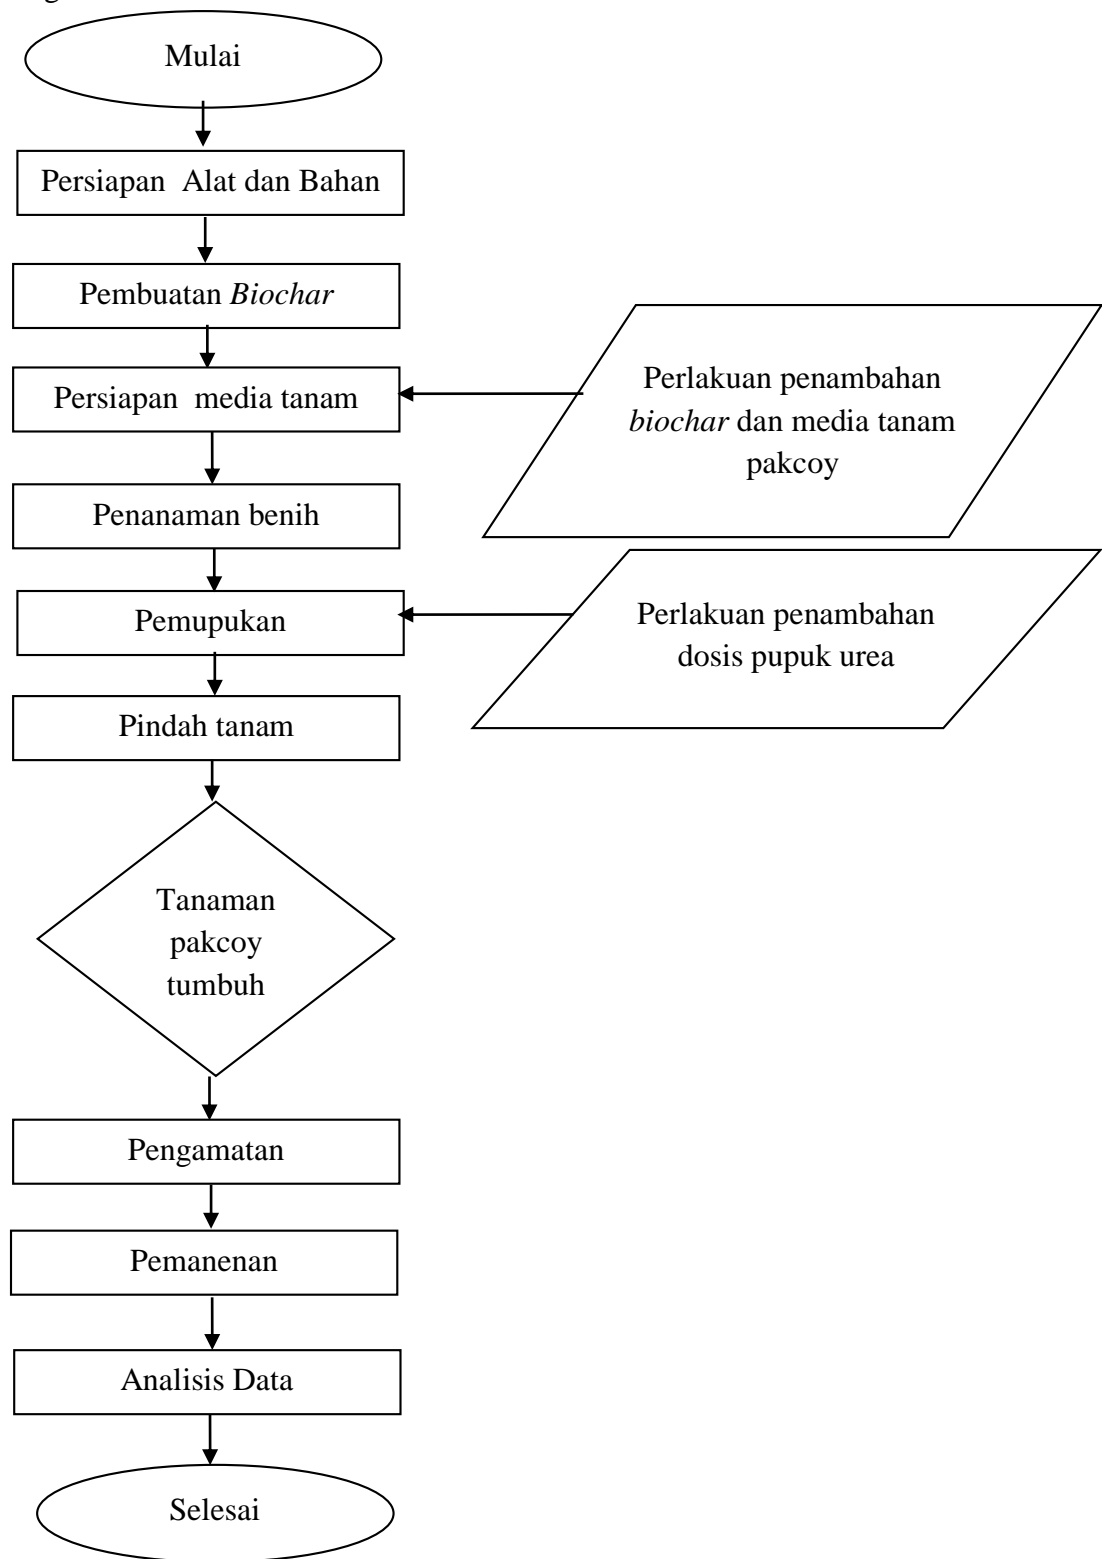 Mulai
Persiapan Alat dan Bahan
Pembuatan Biochar
Persiapan media tanam
Perlakuan penambahan
biochar dan media tanam
pakcoy
Penanaman benih
Pemupukan
Perlakuan penambahan
dosis pupuk urea
Pindah tanam
Tanaman
pakcoy
tumbuh
Pengamatan
Pemanenan
Analisis Data
Selesai